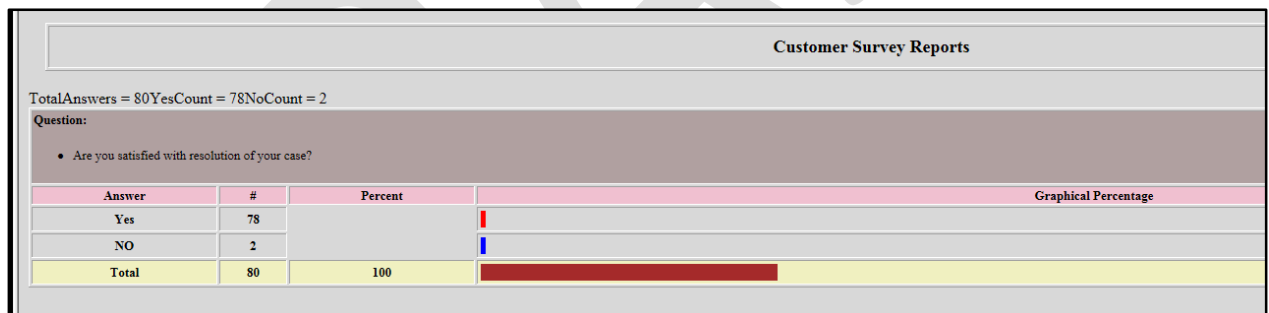 Customer Survey Reports
TotalAnswers = 80YesCount = 78NoCount = 2
Question:
Are you satisfied with resolution of your case?
Answer # Percent Graphical Percentage
Yes 78
NO 2
Total 80 100